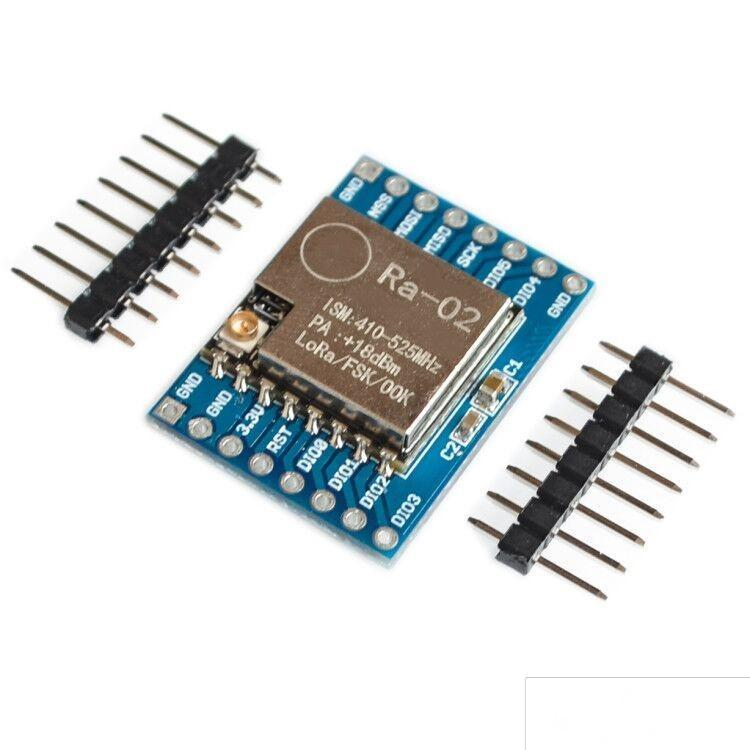 GND
NSS
MOSI
MISO
SCK
DIO5
DIO4
GND
Ra-02
ISM:410-525MHz
PA:+18dBm
LoRa/FSK/OOK
C1
C2
GND
GND
3.3V
RST
DIO0
DIO1
DIO2
DIO3